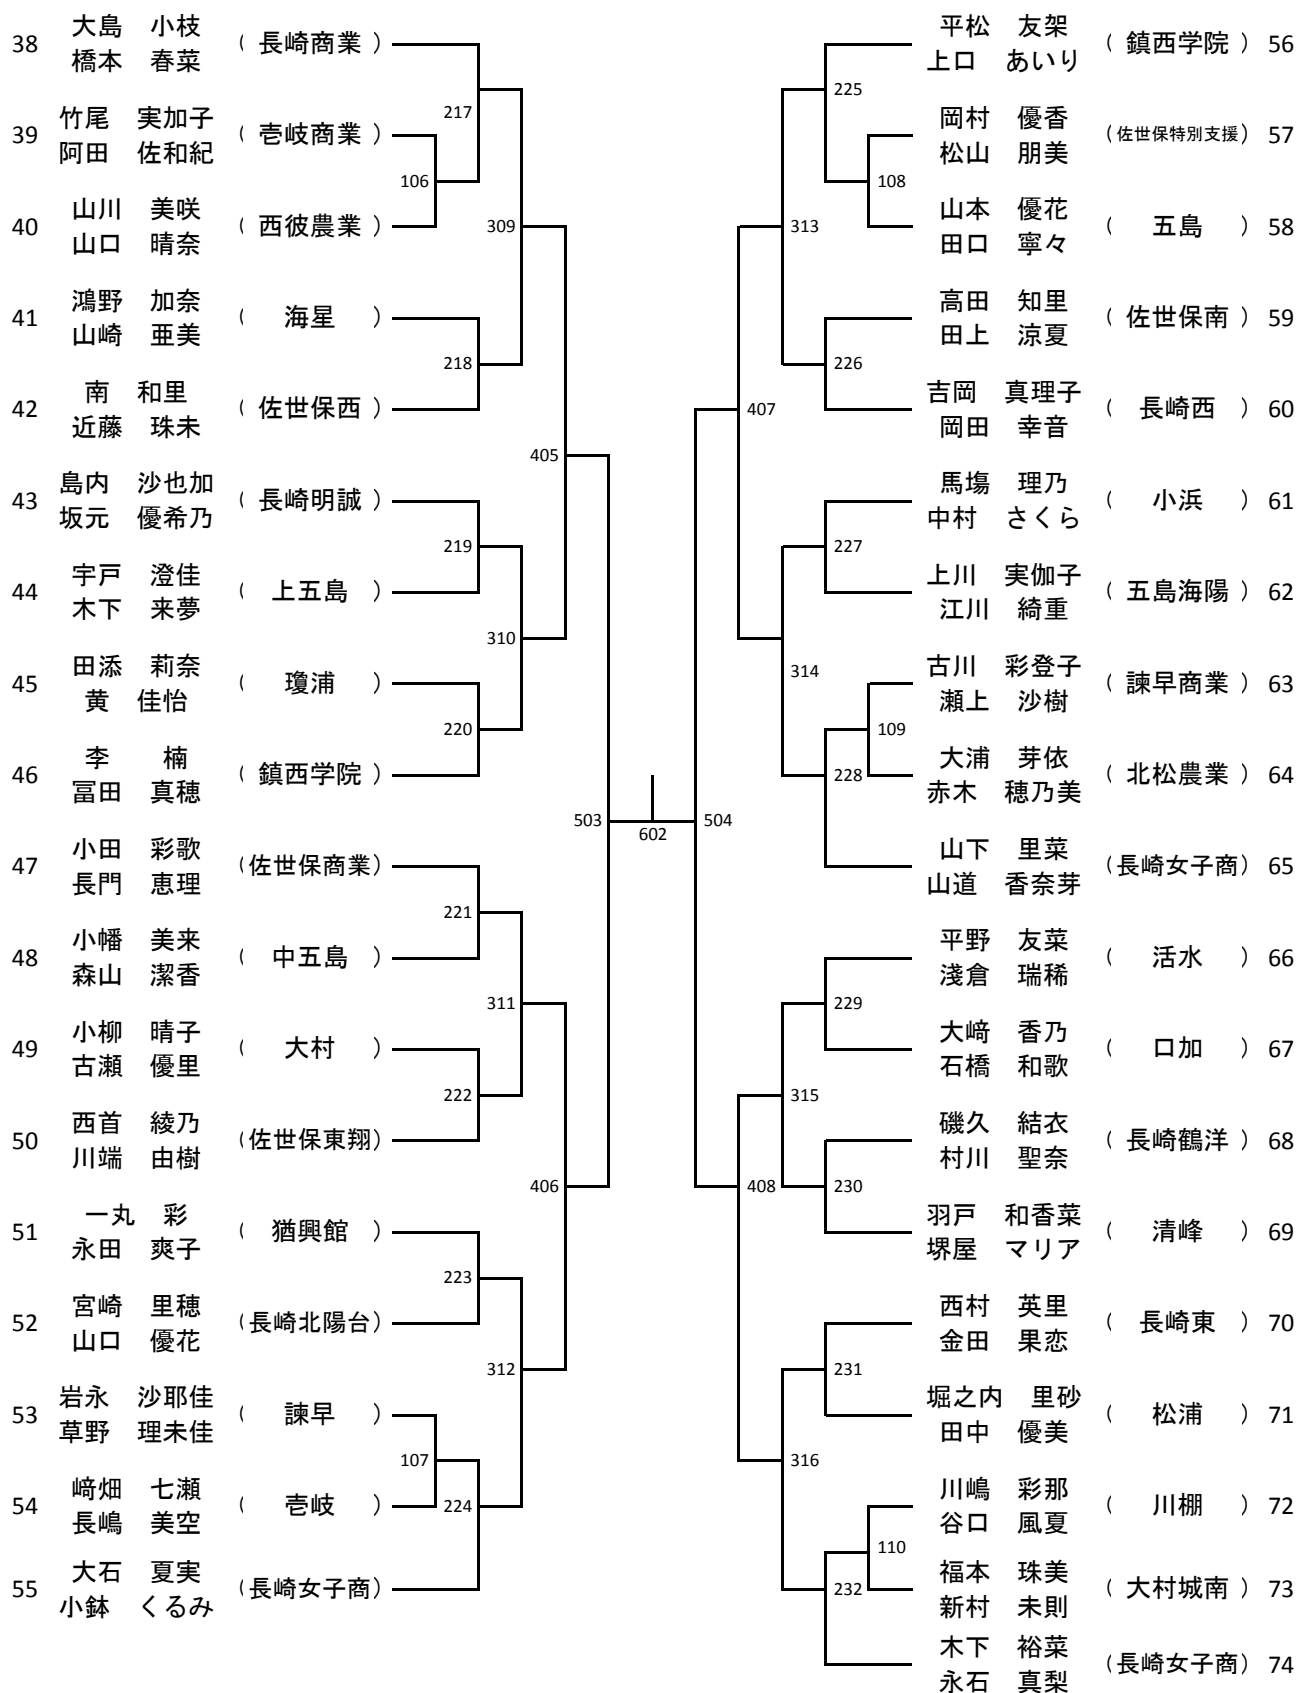 38 大島 小枝 橋本 春菜 (長崎商業)
39 竹尾 実加子 阿田 佐和紀 (壱岐商業)
40 山川 美咲 山口 晴奈 (西彼農業)
41 鴻野 加奈 山崎 亜美 (海星)
42 南 和里 近藤 珠未 (佐世保西)
43 島内 沙也加 坂元 優希乃 (長崎明誠)
44 宇戸 澄佳 木下 来夢 (上五島)
45 田添 莉奈 黄 佳怡 (瓊浦)
46 李 楠 冨田 真穂 (鎮西学院)
47 小田 彩歌 長門 恵理 (佐世保商業)
48 小幡 美来 森山 潔香 (中五島)
49 小柳 晴子 古瀬 優里 (大村)
50 西首 綾乃 川端 由樹 (佐世保東翔)
51 一丸 彩 永田 爽子 (猶興館)
52 宮崎 里穂 山口 優花 (長崎北陽台)
53 岩永 沙耶佳 草野 理未佳 (諫早)
54 﨑畑 七瀬 長嶋 美空 (壱岐)
55 大石 夏実 小鉢 くるみ (長崎女子商)
106
107
217
218
219
220
221
222
223
224
309
310
311
312
405
406
503
602
504
407
408
313
314
315
316
225
226
227
228
229
230
231
232
108
109
110
平松 友架 上口 あいり (鎮西学院) 56
岡村 優香 松山 朋美 (佐世保特別支援) 57
山本 優花 田口 寧々 (五島) 58
高田 知里 田上 涼夏 (佐世保南) 59
吉岡 真理子 岡田 幸音 (長崎西) 60
馬場 理乃 中村 さくら (小浜) 61
上川 実伽子 江川 綺重 (五島海陽) 62
古川 彩登子 瀬上 沙樹 (諫早商業) 63
大浦 芽依 赤木 穂乃美 (北松農業) 64
山下 里菜 山道 香奈芽 (長崎女子商) 65
平野 友菜 淺倉 瑞稀 (活水) 66
大﨑 香乃 石橋 和歌 (口加) 67
磯久 結衣 村川 聖奈 (長崎鶴洋) 68
羽戸 和香菜 堺屋 マリア (清峰) 69
西村 英里 金田 果恋 (長崎東) 70
堀之内 里砂 田中 優美 (松浦) 71
川嶋 彩那 谷口 風夏 (川棚) 72
福本 珠美 新村 未則 (大村城南) 73
木下 裕菜 永石 真梨 (長崎女子商) 74